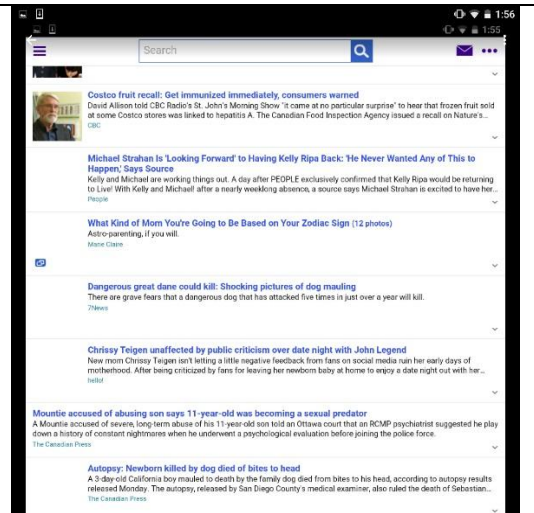 1:56
1:55
Search
Costco fruit recall: Get immunized immediately, consumers warned
David Allison told CBC Radio's St. John's Morning Show "it came at no particular surprise" to hear that frozen fruit sold
at some Costco stores was linked to hepatitis A. The Canadian Food Inspection Agency issued a recall on Nature's...
CBC
Michael Strahan Is 'Looking Forward' to Having Kelly Ripa Back: 'He Never Wanted Any of This to
Happen,' Says Source
Kelly and Michael are working things out. A day after PEOPLE exclusively confirmed that Kelly Ripa would be returning
to Live! With Kelly and Michael! after a nearly weeklong absence, a source says Michael Strahan is excited to have her...
People
What Kind of Mom You're Going to Be Based on Your Zodiac Sign (12 photos)
Astro-parenting, if you will.
Marie Claire
Dangerous great dane could kill: Shocking pictures of dog mauling
There are grave fears that a dangerous dog that has attacked five times in just over a year will kill.
7News
Chrissy Teigen unaffected by public criticism over date night with John Legend
New mom Chrissy Teigen isn't letting a little negative feedback from fans on social media ruin her early days of
motherhood. After being criticized by fans for leaving her newborn baby at home to enjoy a date night out with her...
hello!
Mountie accused of abusing son says 11-year-old was becoming a sexual predator
A Mountie accused of severe, long-term abuse of his 11-year-old son told an Ottawa court that an RCMP psychiatrist suggested he play
down a history of constant nightmares when he underwent a psychological evaluation before joining the police force.
The Canadian Press
Autopsy: Newborn killed by dog died of bites to head
A 3-day-old California boy mauled to death by the family dog died from bites to his head, according to autopsy results
released Monday. The autopsy, released by San Diego County's medical examiner, also ruled the death of Sebastian...
The Canadian Press